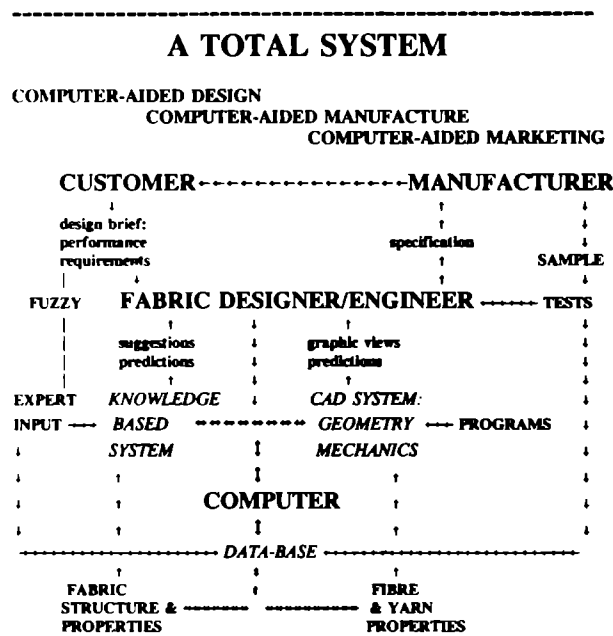 A TOTAL SYSTEM
COMPUTER-AIDED DESIGN
COMPUTER-AIDED MANUFACTURE
COMPUTER-AIDED MARKETING
CUSTOMER MANUFACTURER
design brief:
performance specification
requirements SAMPLE
FUZZY FABRIC DESIGNER/ENGINEER TESTS
suggestions graphic views
predictions predictions
EXPERT KNOWLEDGE CAD SYSTEM:
INPUT BASED GEOMETRY PROGRAMS
SYSTEM MECHANICS
COMPUTER
DATA-BASE
FABRIC FIBRE
STRUCTURE & & YARN
PROPERTIES PROPERTIES